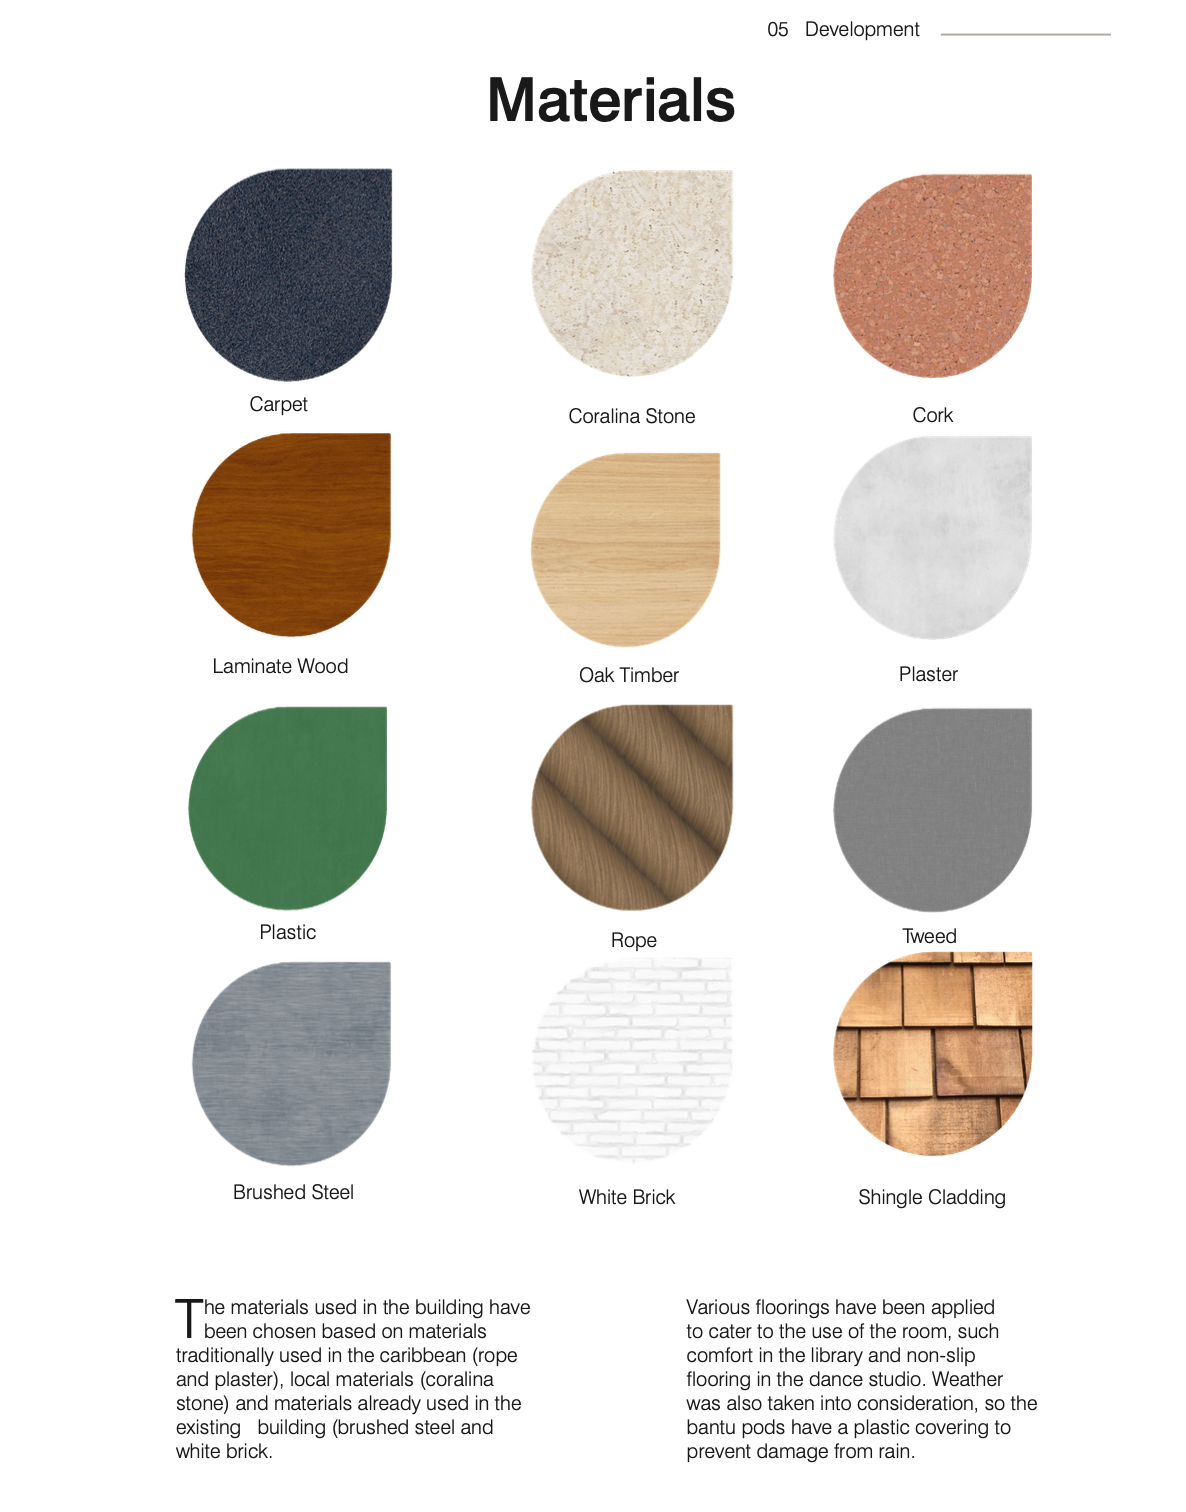 05 Development
Materials
Carpet
Coralina Stone
Cork
Laminate Wood
Oak Timber
Plaster
Plastic
Rope
Tweed
Brushed Steel
White Brick
Shingle Cladding
The materials used in the building have
been chosen based on materials
traditionally used in the caribbean (rope
and plaster), local materials (coralina
stone) and materials already used in the
existing building (brushed steel and
white brick.
Various floorings have been applied
to cater to the use of the room, such
comfort in the library and non-slip
flooring in the dance studio. Weather
was also taken into consideration, so the
bantu pods have a plastic covering to
prevent damage from rain.